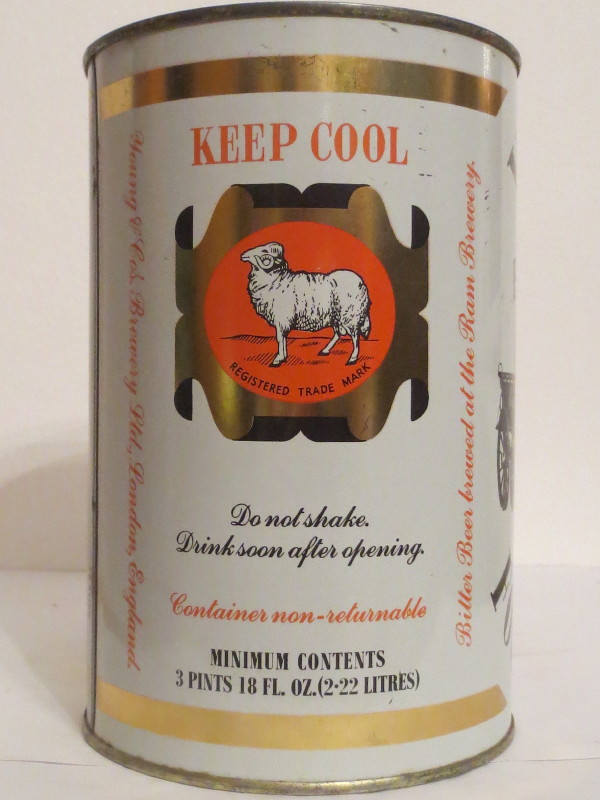 KEEP COOL
REGISTERED TRADE MARK
Do not shake.
Drink soon after opening.
Container non-returnable
MINIMUM CONTENTS
3 PINTS 18 FL. OZ.(2·22 LITRES)
Young & Co's. Brewery Ltd., London, England.
Bitter Beer brewed at the Ram Brewery.